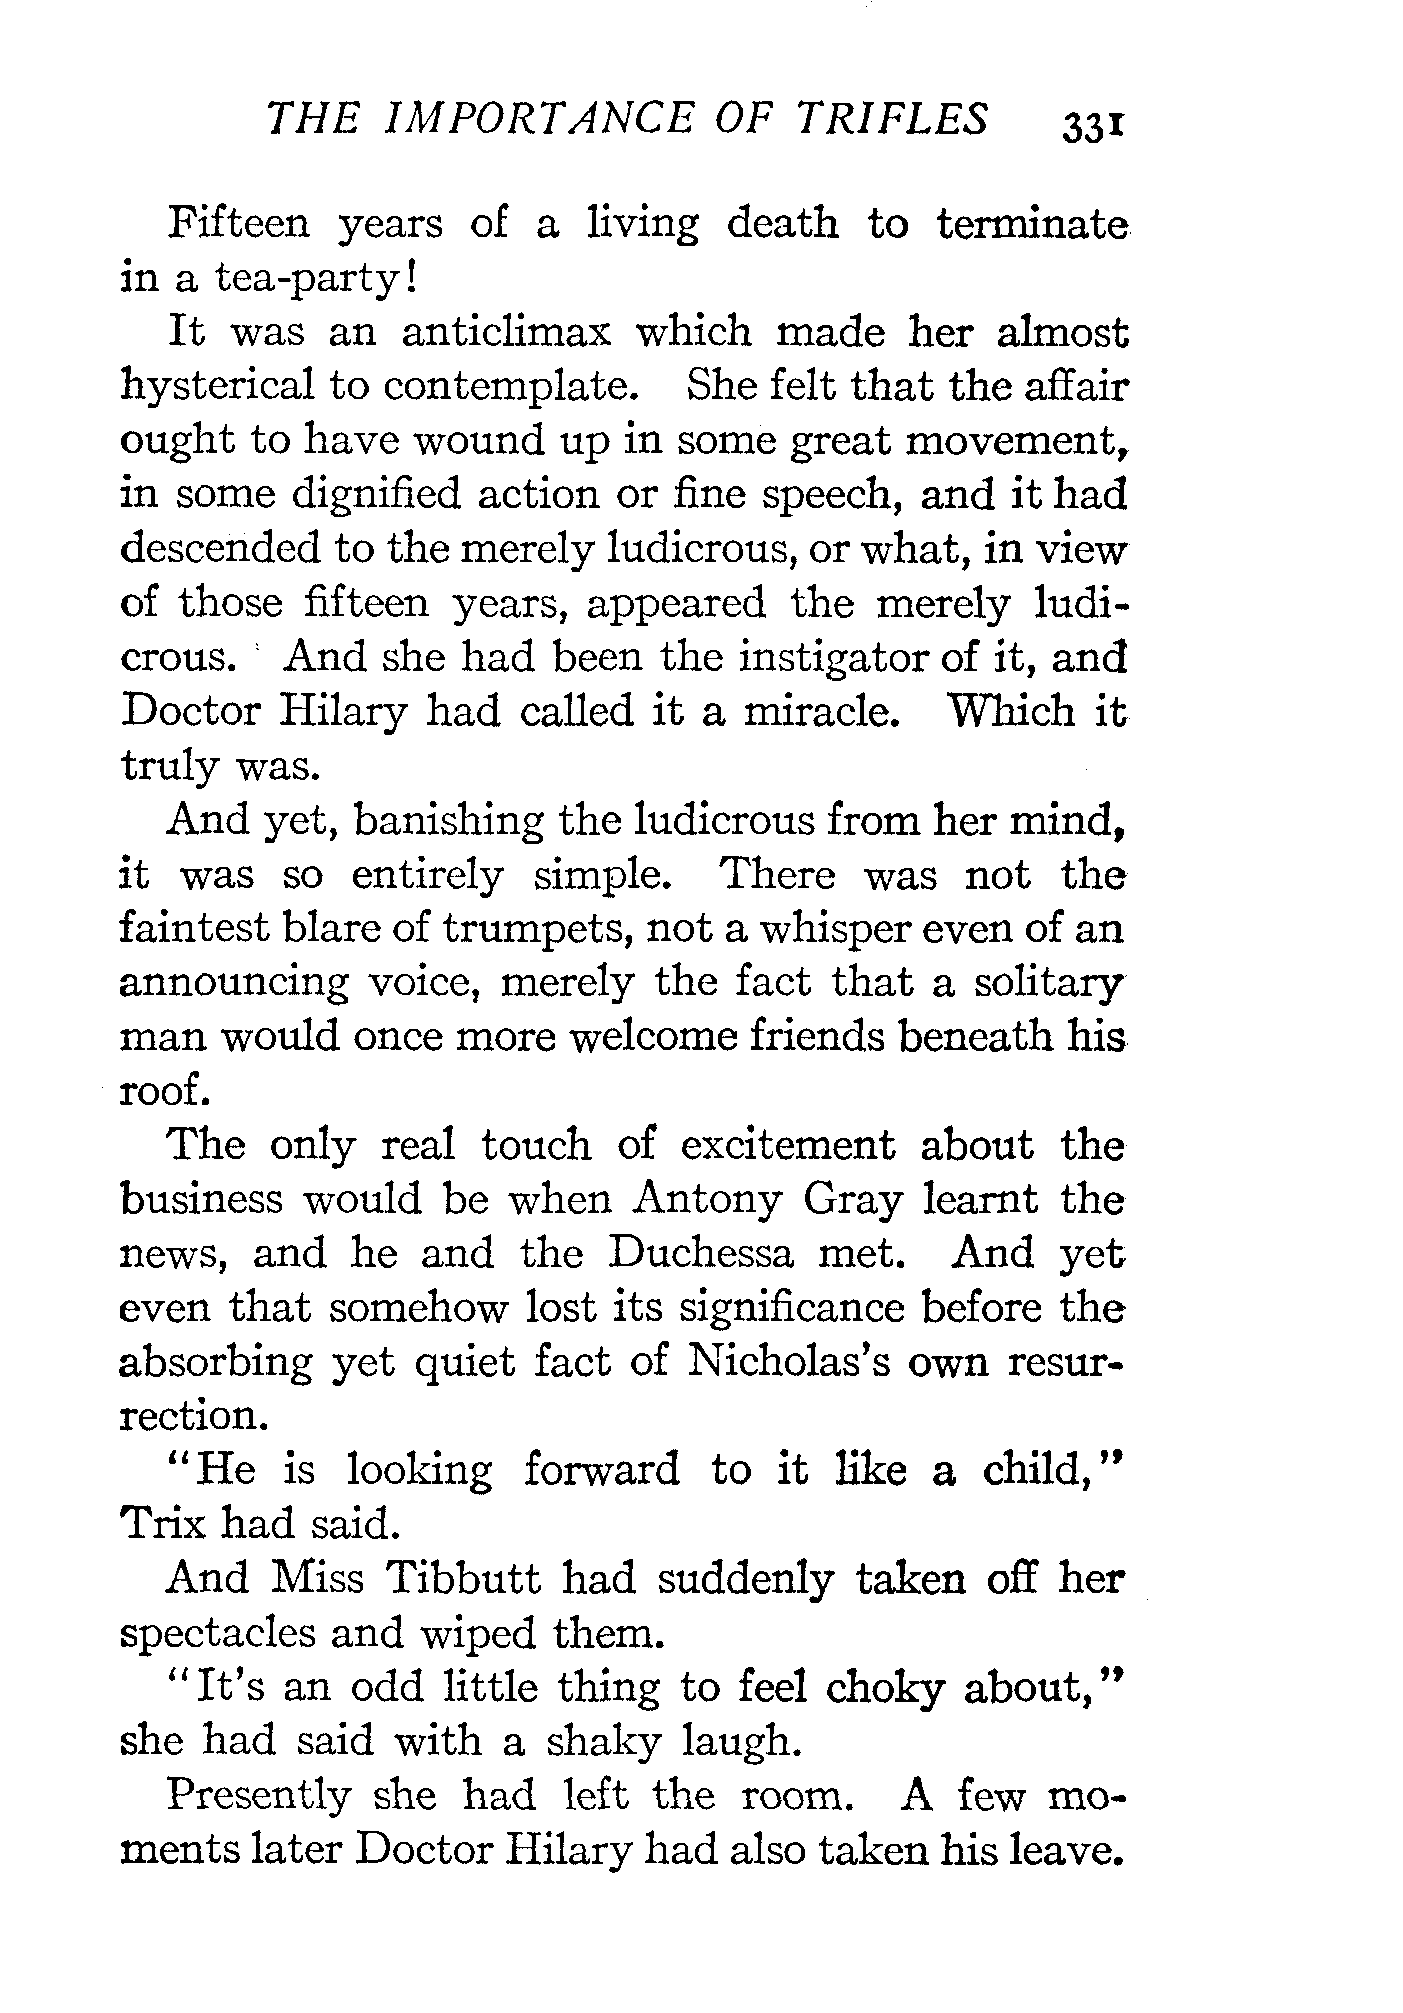 THE IMPORTANCE OF TRIFLES 331
Fifteen years of a living death to terminate
in a tea-party!
It was an anticlimax which made her almost
hysterical to contemplate. She felt that the affair
ought to have wound up in some great movement,
in some dignified action or fine speech, and it had
descended to the merely ludicrous, or what, in view
of those fifteen years, appeared the merely ludi-
crous. And she had been the instigator of it, and
Doctor Hilary had called it a miracle. Which it
truly was.
And yet, banishing the ludicrous from her mind,
it was so entirely simple. There was not the
faintest blare of trumpets, not a whisper even of an
announcing voice, merely the fact that a solitary
man would once more welcome friends beneath his
roof.
The only real touch of excitement about the
business would be when Antony Gray learnt the
news, and he and the Duchessa met. And yet
even that somehow lost its significance before the
absorbing yet quiet fact of Nicholas's own resur-
rection.
"He is looking forward to it like a child,"
Trix had said.
And Miss Tibbutt had suddenly taken off her
spectacles and wiped them.
"It's an odd little thing to feel choky about,"
she had said with a shaky laugh.
Presently she had left the room. A few mo-
ments later Doctor Hilary had also taken his leave.